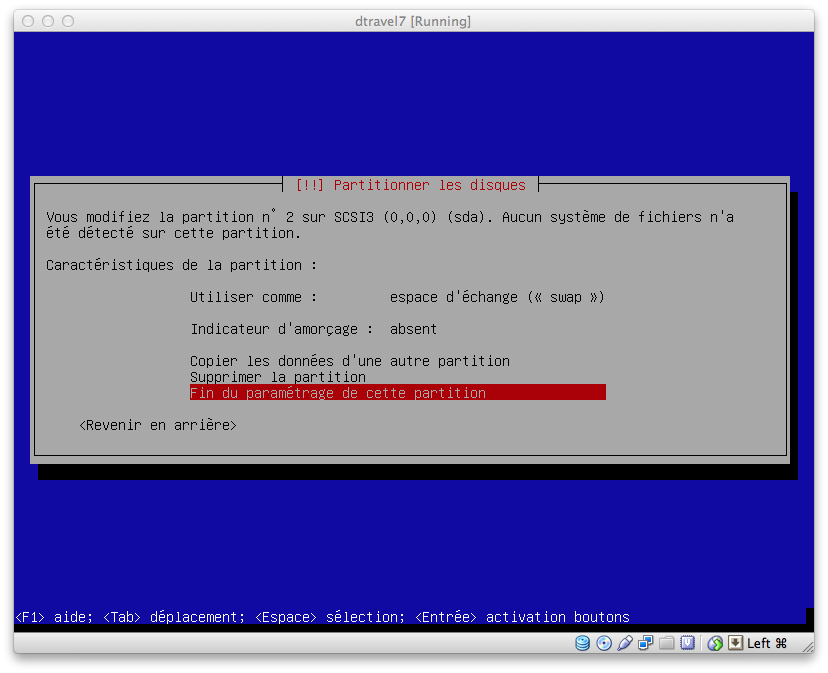 dtravel7 [Running]
[!!] Partitionner les disques
Vous modifiez la partition n° 2 sur SCSI3 (0,0,0) (sda). Aucun système de fichiers n'a
été détecté sur cette partition.
Caractéristiques de la partition :
Utiliser comme : espace d'échange (« swap »)
Indicateur d'amorçage : absent
Copier les données d'une autre partition
Supprimer la partition
Fin du paramétrage de cette partition
<Revenir en arrière>
<F1> aide; <Tab> déplacement; <Espace> sélection; <Entrée> activation boutons
Left ⌘